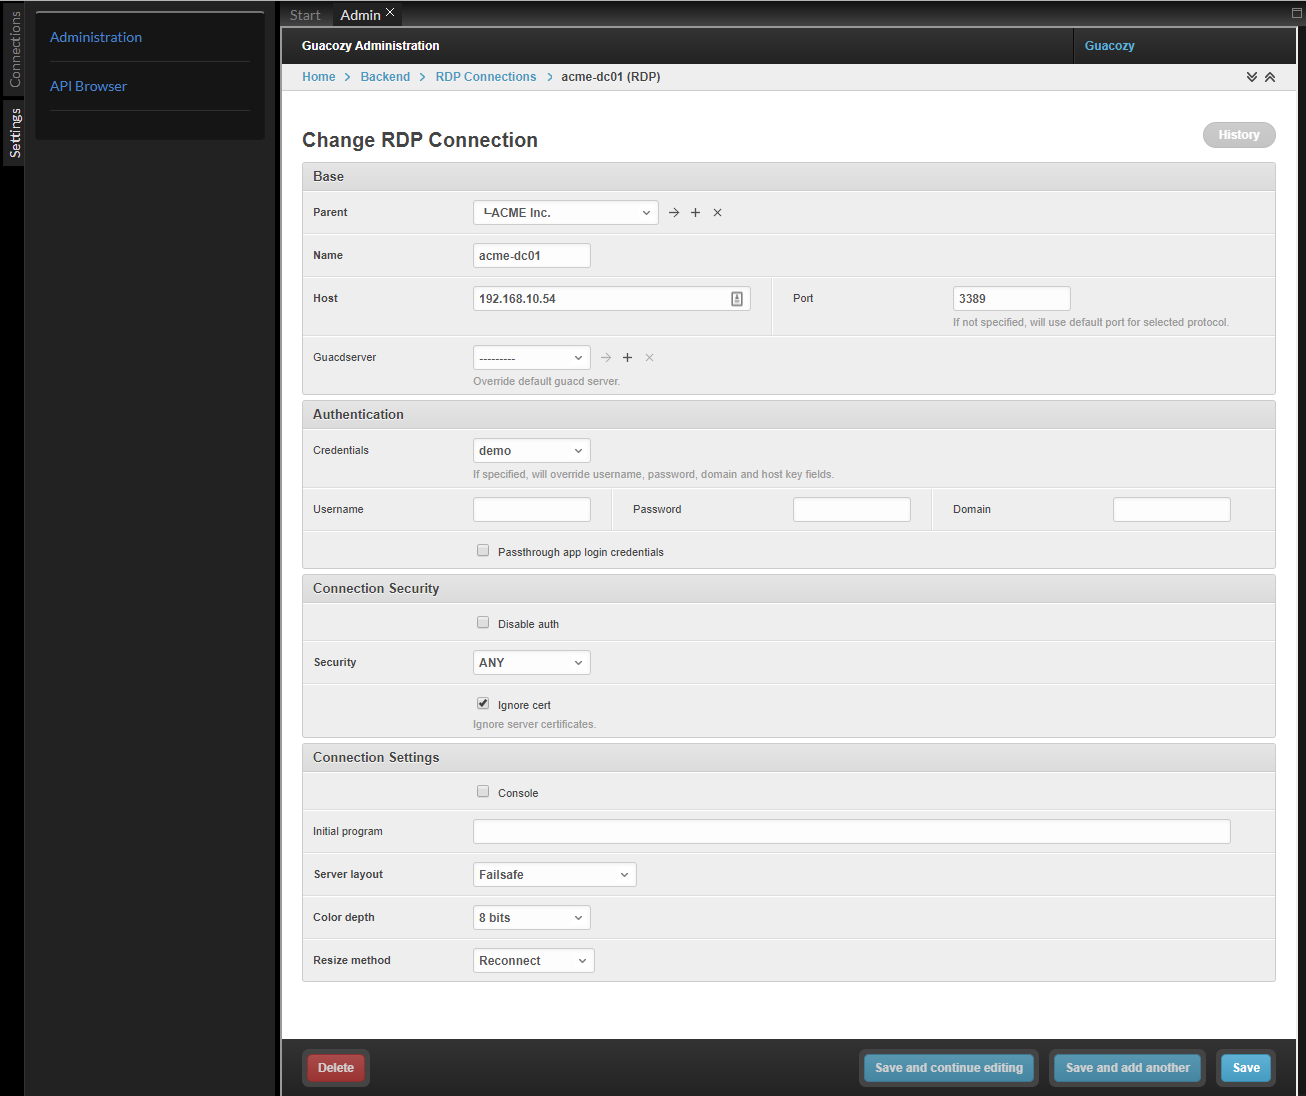 Connections
Settings
Administration
API Browser
Start
Admin
Guacozy Administration
Guacozy
Home > Backend > RDP Connections > acme-dc01 (RDP)
Change RDP Connection
History
Base
Parent
└ACME Inc.
Name
acme-dc01
Host
192.168.10.54
Port
3389
If not specified, will use default port for selected protocol.
Guacdserver
---------
Override default guacd server.
Authentication
Credentials
demo
If specified, will override username, password, domain and host key fields.
Username
Password
Domain
Passthrough app login credentials
Connection Security
Disable auth
Security
ANY
Ignore cert
Ignore server certificates.
Connection Settings
Console
Initial program
Server layout
Failsafe
Color depth
8 bits
Resize method
Reconnect
Delete
Save and continue editing
Save and add another
Save